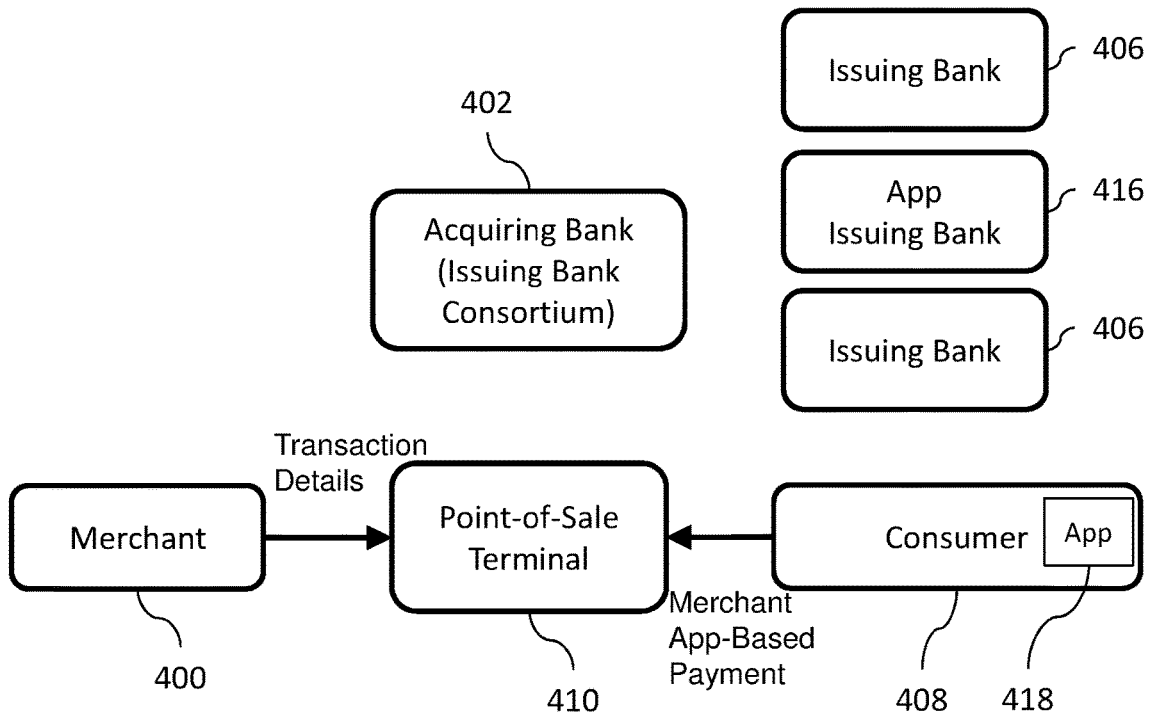 Issuing Bank
406
402
App
Issuing Bank
416
Acquiring Bank
(Issuing Bank
Consortium)
Issuing Bank
406
Transaction
Details
Merchant
Point-of-Sale
Terminal
Consumer
App
Merchant
App-Based
Payment
400
410
408
418